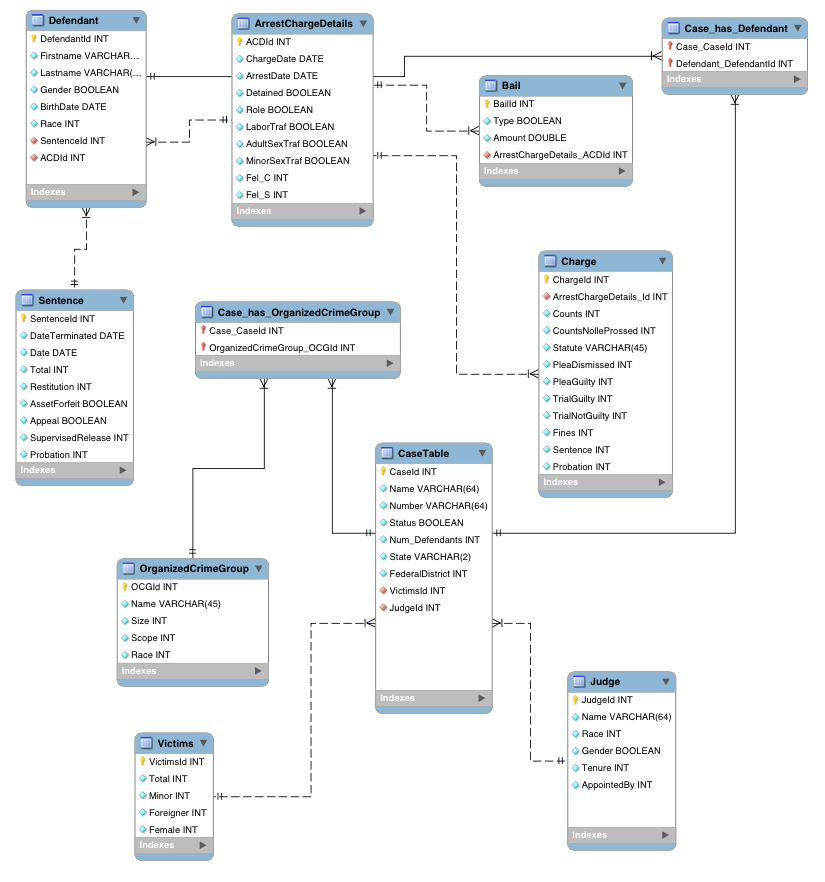 Defendant
DefendantId INT
Firstname VARCHAR...
Lastname VARCHAR(...
Gender BOOLEAN
BirthDate DATE
Race INT
SentenceId INT
ACDId INT
Indexes
ArrestChargeDetails
ACDId INT
ChargeDate DATE
ArrestDate DATE
Detained BOOLEAN
Role BOOLEAN
LaborTraf BOOLEAN
AdultSexTraf BOOLEAN
MinorSexTraf BOOLEAN
Fel_C INT
Fel_S INT
Indexes
Case_has_Defendant
Case_CaseId INT
Defendant_DefendantId INT
Indexes
Bail
BailId INT
Type BOOLEAN
Amount DOUBLE
ArrestChargeDetails_ACDId INT
Indexes
Charge
ChargeId INT
ArrestChargeDetails_Id INT
Counts INT
CountsNolleProssed INT
Statute VARCHAR(45)
PleaDismissed INT
PleaGuilty INT
TrialGuilty INT
TrialNotGuilty INT
Fines INT
Sentence INT
Probation INT
Indexes
Sentence
SentenceId INT
DateTerminated DATE
Date DATE
Total INT
Restitution INT
AssetForfeit BOOLEAN
Appeal BOOLEAN
SupervisedRelease INT
Probation INT
Indexes
Case_has_OrganizedCrimeGroup
Case_CaseId INT
OrganizedCrimeGroup_OCGId INT
Indexes
CaseTable
CaseId INT
Name VARCHAR(64)
Number VARCHAR(64)
Status BOOLEAN
Num_Defendants INT
State VARCHAR(2)
FederalDistrict INT
VictimsId INT
JudgeId INT
Indexes
OrganizedCrimeGroup
OCGId INT
Name VARCHAR(45)
Size INT
Scope INT
Race INT
Indexes
Judge
JudgeId INT
Name VARCHAR(64)
Race INT
Gender BOOLEAN
Tenure INT
AppointedBy INT
Indexes
Victims
VictimsId INT
Total INT
Minor INT
Foreigner INT
Female INT
Indexes